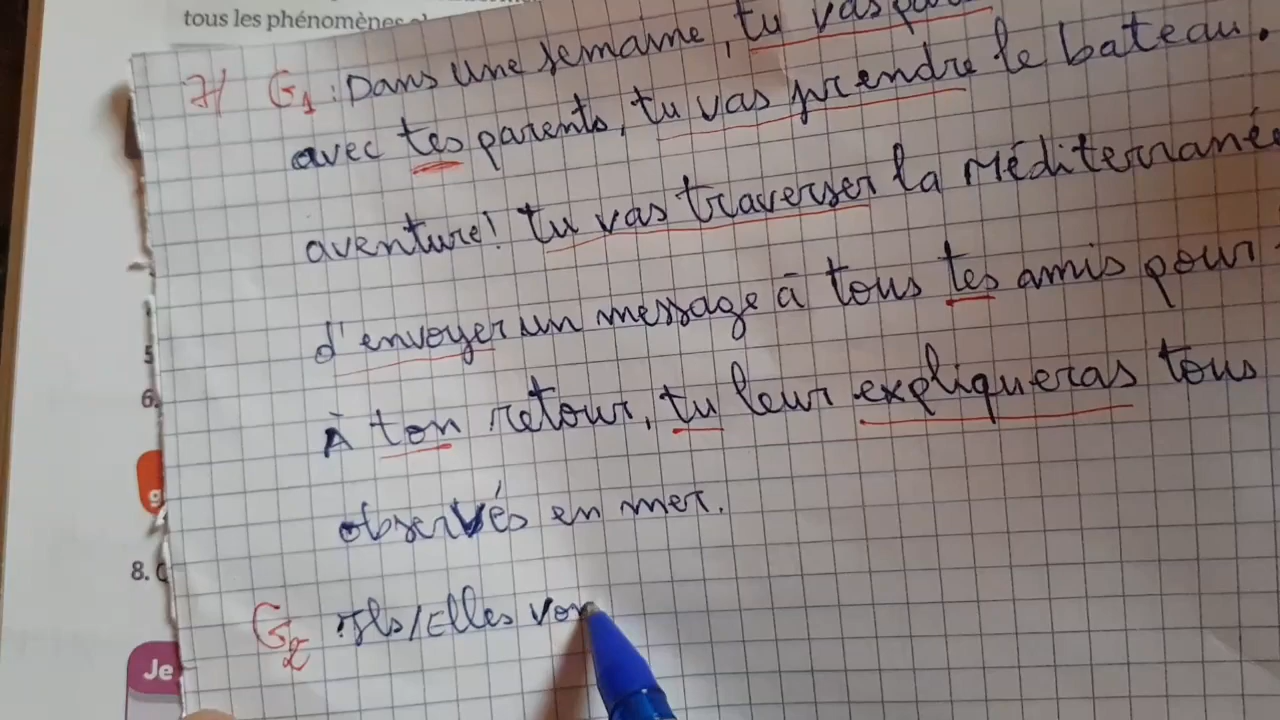 tous les phénomènes
7/ G1: Dans une semaine, tu vas
avec tes parents, tu vas prendre le bateau.
aventure! tu vas traverser la Méditerranée
d'envoyer un message à tous tes amis pour
À ton retour, tu leur expliqueras tous
observés en mer.
5
6.
g
8.
G2 Ils/Elles von
Je